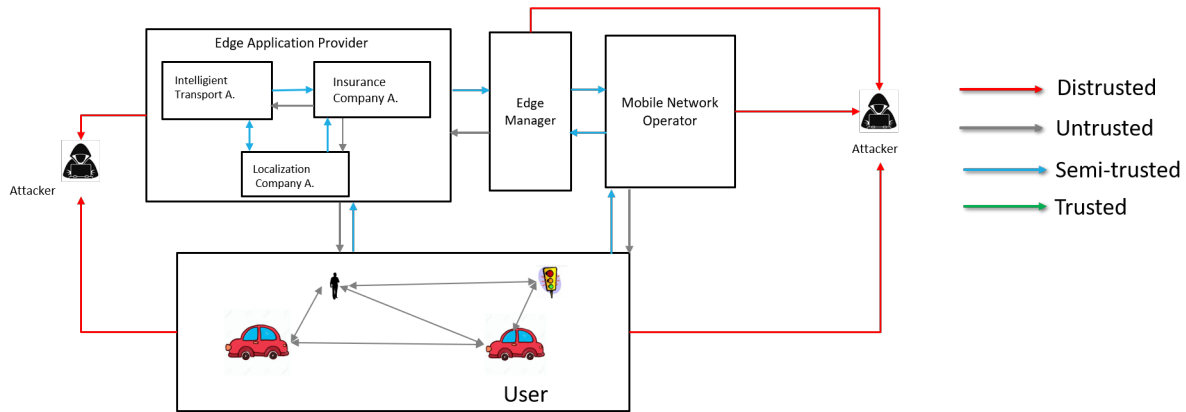 Edge Application Provider
Intelligient
Transport A.
Insurance
Company A.
Localization
Company A.
Edge
Manager
Mobile Network
Operator
Attacker
Attacker
User
Distrusted
Untrusted
Semi-trusted
Trusted